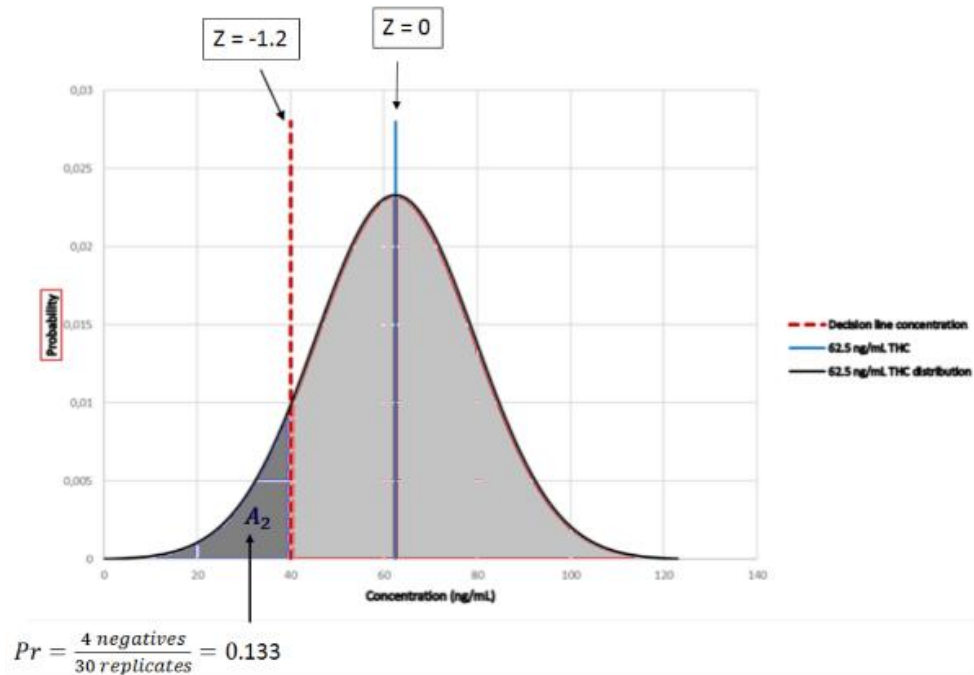 Z = -1.2
Z = 0
0,03
0,025
0,02
0,015
0,01
0,005
0
Probability
A₂
0 20 40 60 80 100 120 140
Concentration (ng/mL)
Decision line concentration
62.5 ng/mL THC
62.5 ng/mL THC distribution
Pr = 4 negatives / 30 replicates = 0.133